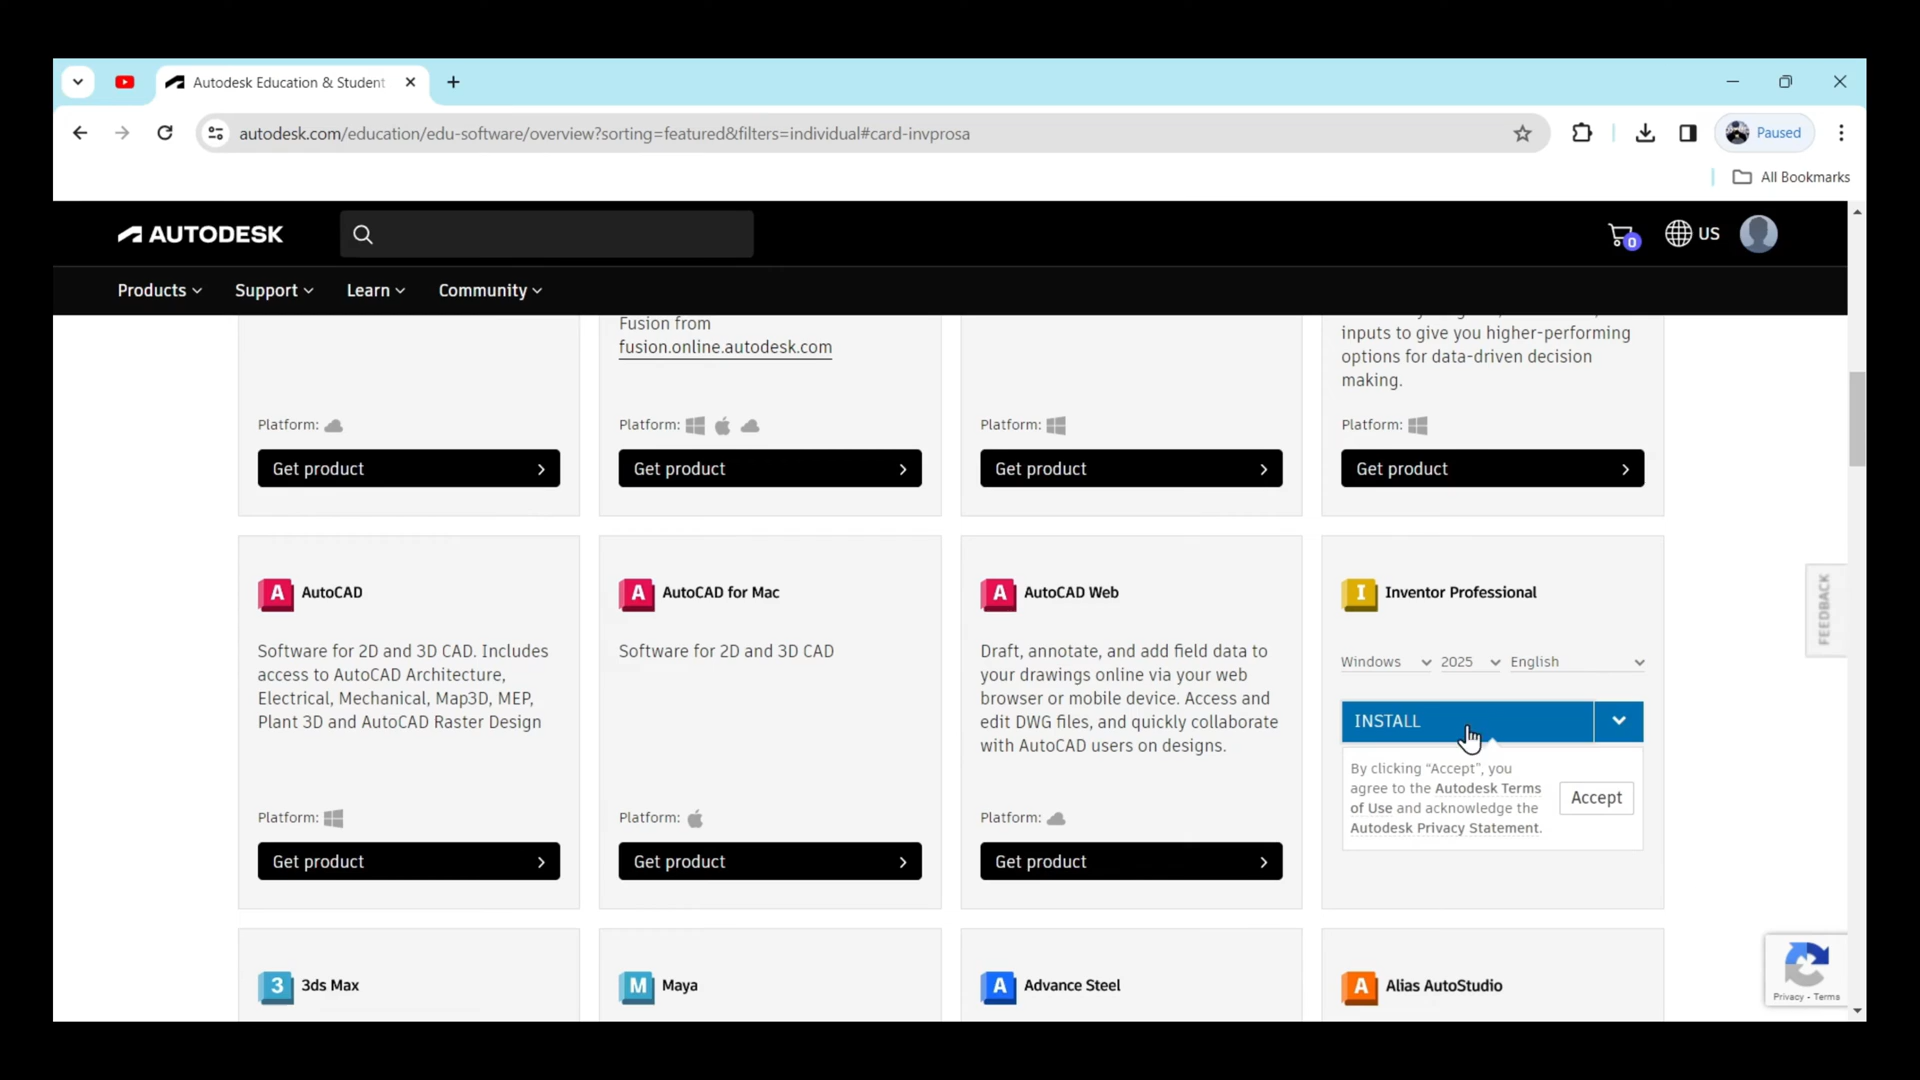 Autodesk Education & Student
autodesk.com/education/edu-software/overview?sorting=featured&filters=individual#card-invprosa
Paused
All Bookmarks
AUTODESK
0
US
Products
Support
Learn
Community
Fusion from
fusion.online.autodesk.com
inputs to give you higher-performing
options for data-driven decision
making.
Platform:
Platform:
Platform:
Platform:
Get product
Get product
Get product
Get product
A AutoCAD
Software for 2D and 3D CAD. Includes
access to AutoCAD Architecture,
Electrical, Mechanical, Map3D, MEP,
Plant 3D and AutoCAD Raster Design
Platform:
Get product
A AutoCAD for Mac
Software for 2D and 3D CAD
Platform:
Get product
A AutoCAD Web
Draft, annotate, and add field data to
your drawings online via your web
browser or mobile device. Access and
edit DWG files, and quickly collaborate
with AutoCAD users on designs.
Platform:
Get product
I Inventor Professional
Windows 2025 English
INSTALL
By clicking “Accept”, you
agree to the Autodesk Terms
of Use and acknowledge the
Autodesk Privacy Statement.
Accept
FEEDBACK
3 3ds Max
M Maya
A Advance Steel
A Alias AutoStudio
Privacy - Terms